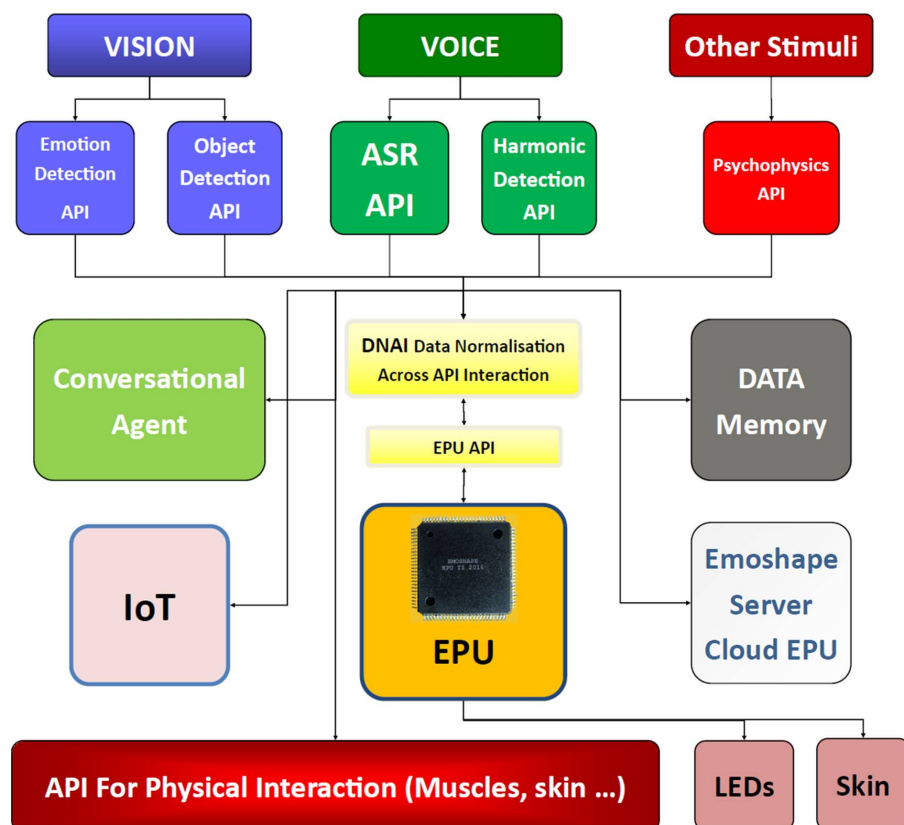 VISION
VOICE
Other Stimuli
Emotion
Detection
API
Object
Detection
API
ASR
API
Harmonic
Detection
API
Psychophysics
API
Conversational
Agent
DNAI Data Normalisation
Across API Interaction
DATA
Memory
EPU API
IoT
EMOSHAPE
EPU
Emoshape
Server
Cloud EPU
API For Physical Interaction (Muscles, skin ...)
LEDs
Skin